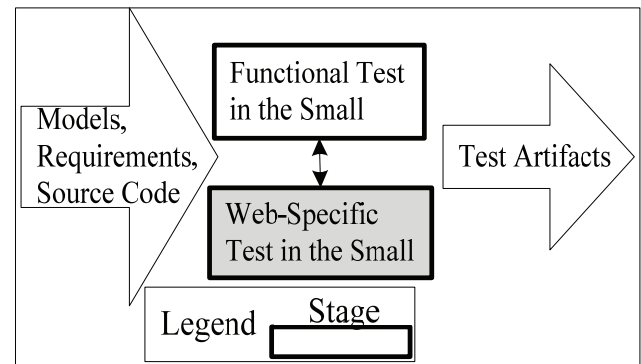 Models,
Requirements,
Source Code
Functional Test
in the Small
Web-Specific
Test in the Small
Test Artifacts
Legend
Stage